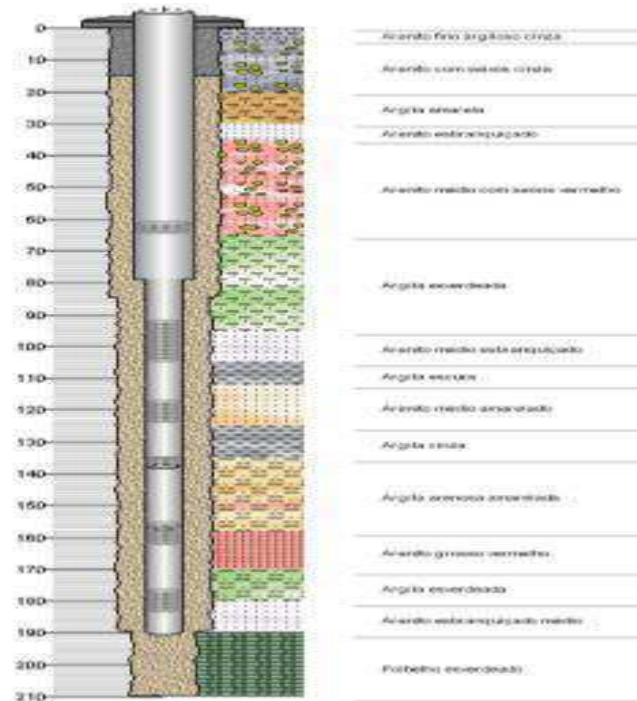 0
10
20
30
40
50
60
70
80
90
100
110
120
130
140
150
160
170
180
190
200
210
Arenito fino argiloso cinza
Arenito com seixos cinza
Argila amarela
Arenito esbranquiçado
Arenito médio com seixos vermelho
Argila esverdeada
Arenito médio esbranquiçado
Argila escura
Arenito médio amarelado
Argila cinza
Argila arenosa amarelada
Arenito grosso vermelho
Argila esverdeada
Arenito esbranquiçado médio
Folhelho esverdeado